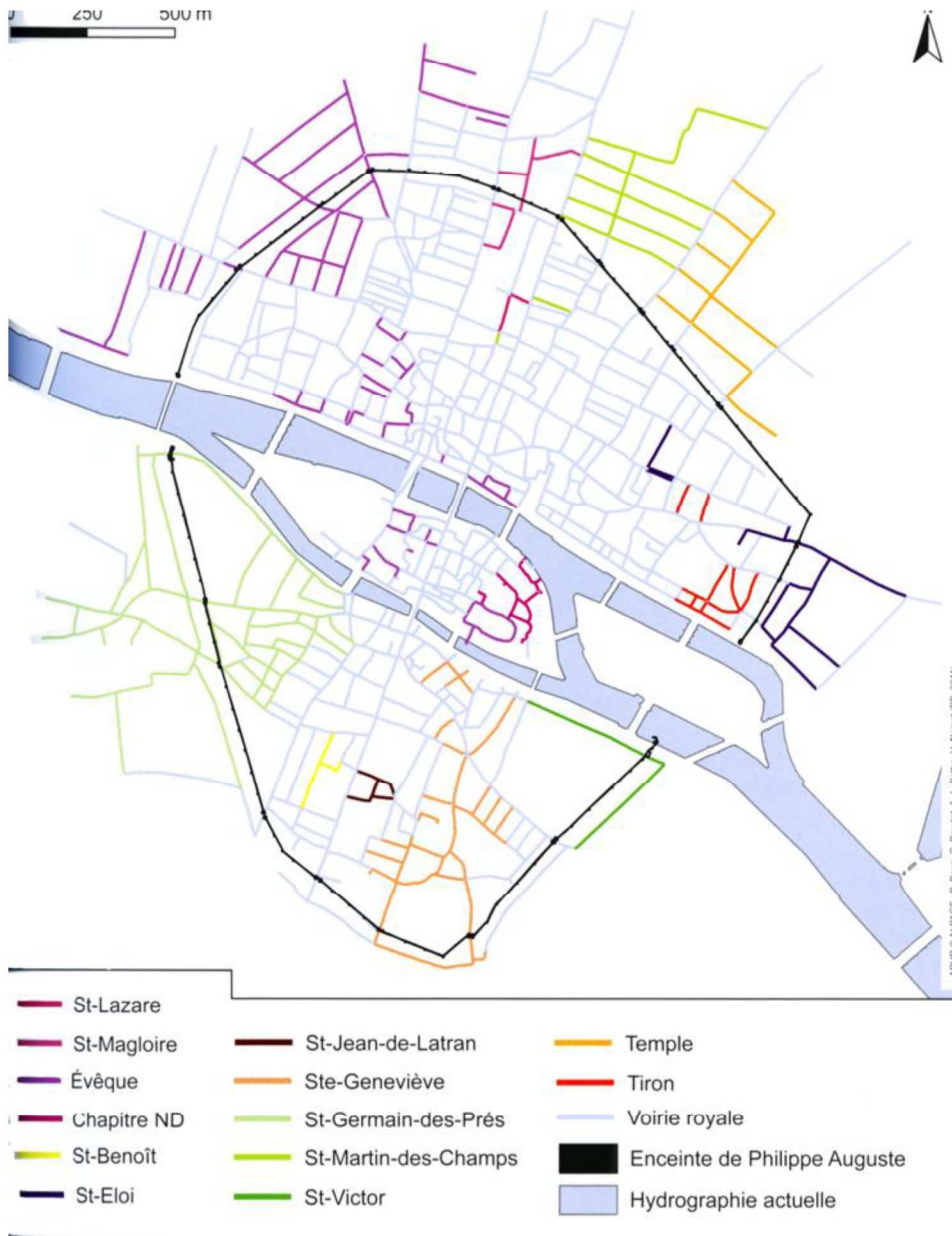 0 250 500 m
St-Lazare
St-Magloire
Évêque
Chapitre ND
St-Benoît
St-Eloi
St-Jean-de-Latran
Ste-Geneviève
St-Germain-des-Prés
St-Martin-des-Champs
St-Victor
Temple
Tiron
Voirie royale
Enceinte de Philippe Auguste
Hydrographie actuelle